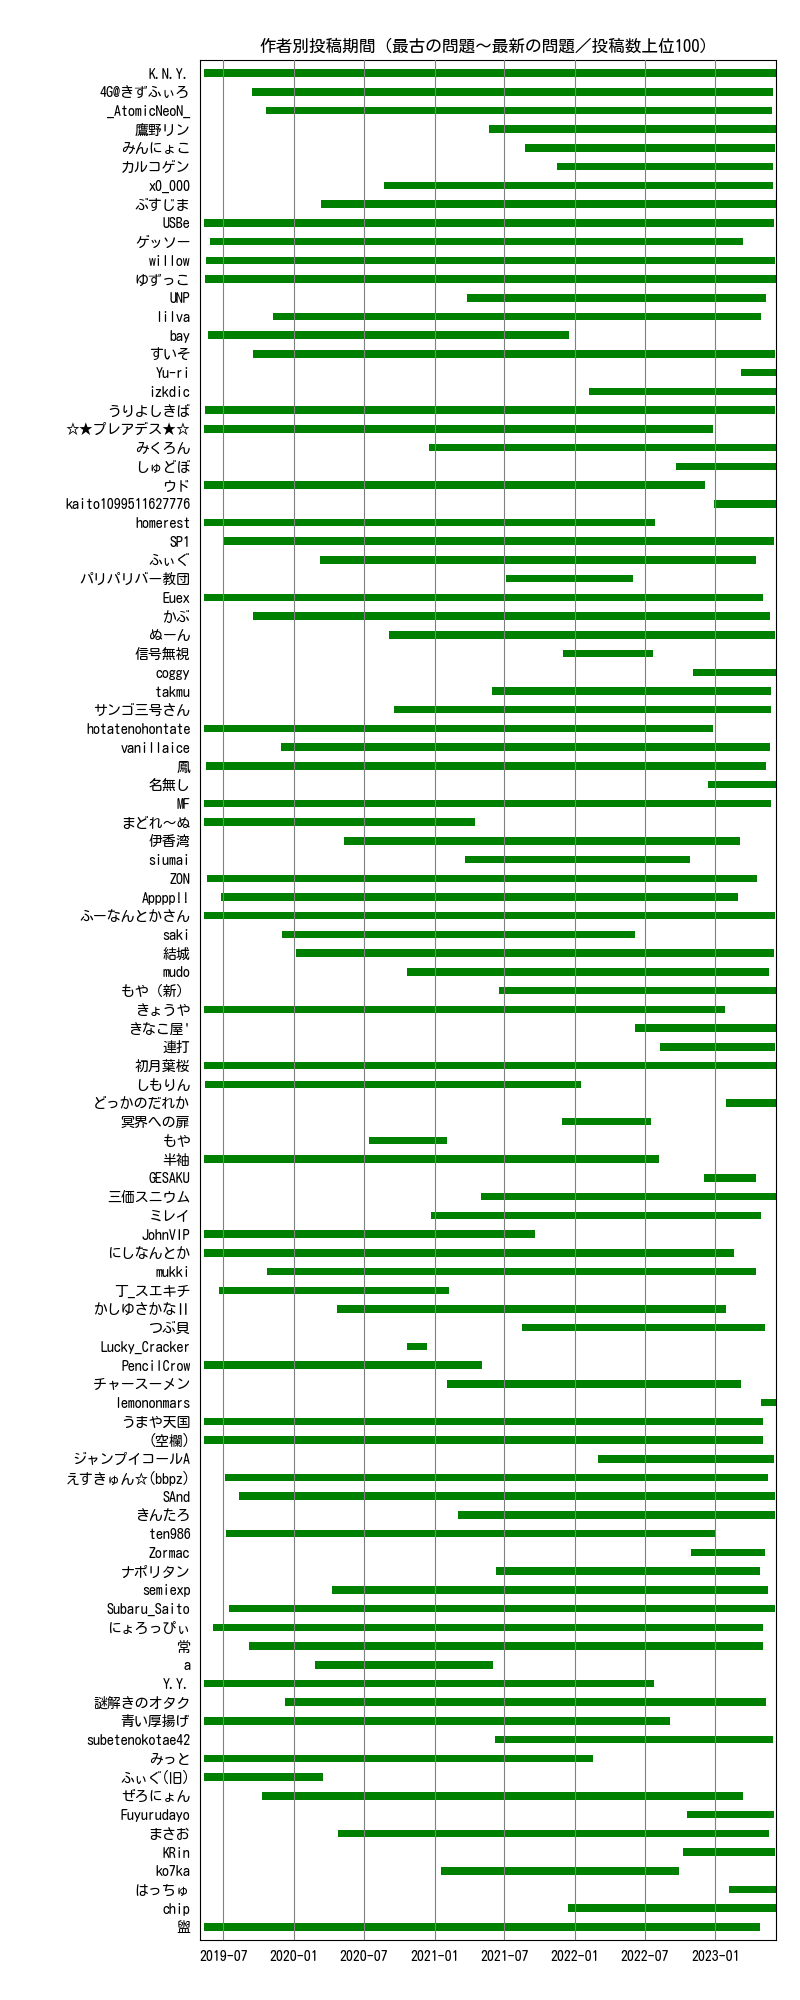 作者別投稿期間（最古の問題～最新の問題／投稿数上位100）
K.N.Y.
4G@きずふぃろ
_AtomicNeoN_
鷹野リン
みんにょこ
カルコゲン
x0_000
ぶすじま
USBe
ゲッソー
willow
ゆずっこ
UNP
lilva
bay
すいそ
Yu-ri
izkdic
うりよしきば
☆★プレアデス★☆
みくろん
しゅどぼ
ウド
kaito1099511627776
homerest
SP1
ふぃぐ
パリパリバー教団
Euex
かぶ
ぬーん
信号無視
coggy
takmu
サンゴ三号さん
hotatenohontate
vanillaice
鳳
名無し
MF
まどれ～ぬ
伊香湾
siumai
ZON
Appppll
ふーなんとかさん
saki
結城
mudo
もや（新）
きょうや
きなこ屋'
連打
初月葉桜
しもりん
どっかのだれか
冥界への扉
もや
半袖
GESAKU
三価スニウム
ミレイ
JohnVIP
にしなんとか
mukki
丁_スエキチ
かしゆさかなII
つぶ貝
Lucky_Cracker
PencilCrow
チャースーメン
lemononmars
うまや天国
(空欄)
ジャンプイコールA
えすきゅん☆(bbpz)
SAnd
きんたろ
ten986
Zormac
ナポリタン
semiexp
Subaru_Saito
にょろっぴぃ
常
a
Y.Y.
謎解きのオタク
青い厚揚げ
subetenokotae42
みっと
ふぃぐ(旧)
ぜろにょん
Fuyurudayo
まさお
KRin
ko7ka
はっちゅ
chip
2019-07 2020-01 2020-07 2021-01 2021-07 2022-01 2022-07 2023-01